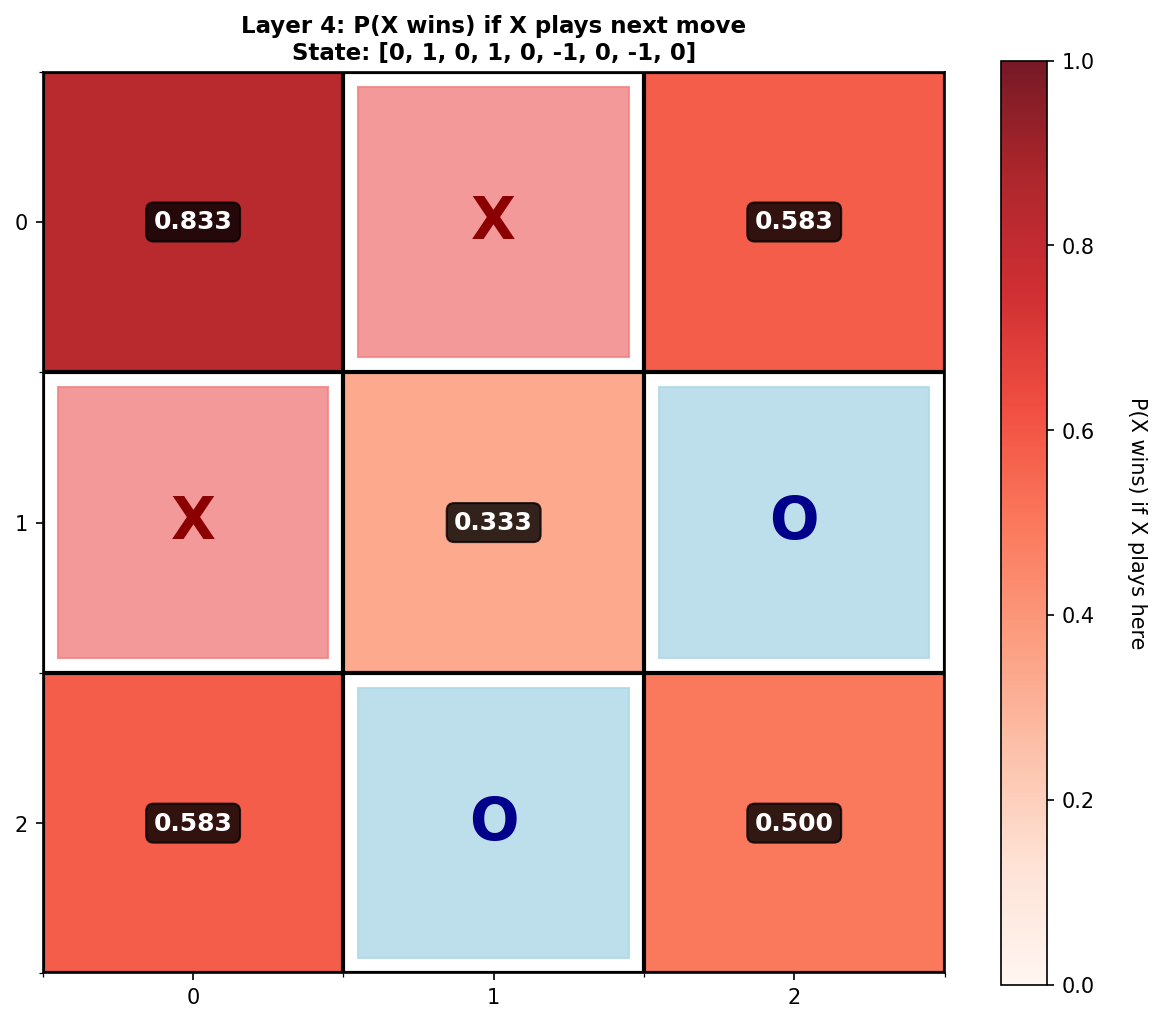 Layer 4: P(X wins) if X plays next move
State: [0, 1, 0, 1, 0, -1, 0, -1, 0]
0
0.833
X
0.583
1
X
0.333
O
2
0.583
O
0.500
0
1
2
1.0
0.8
0.6
0.4
0.2
0.0
P(X wins) if X plays here